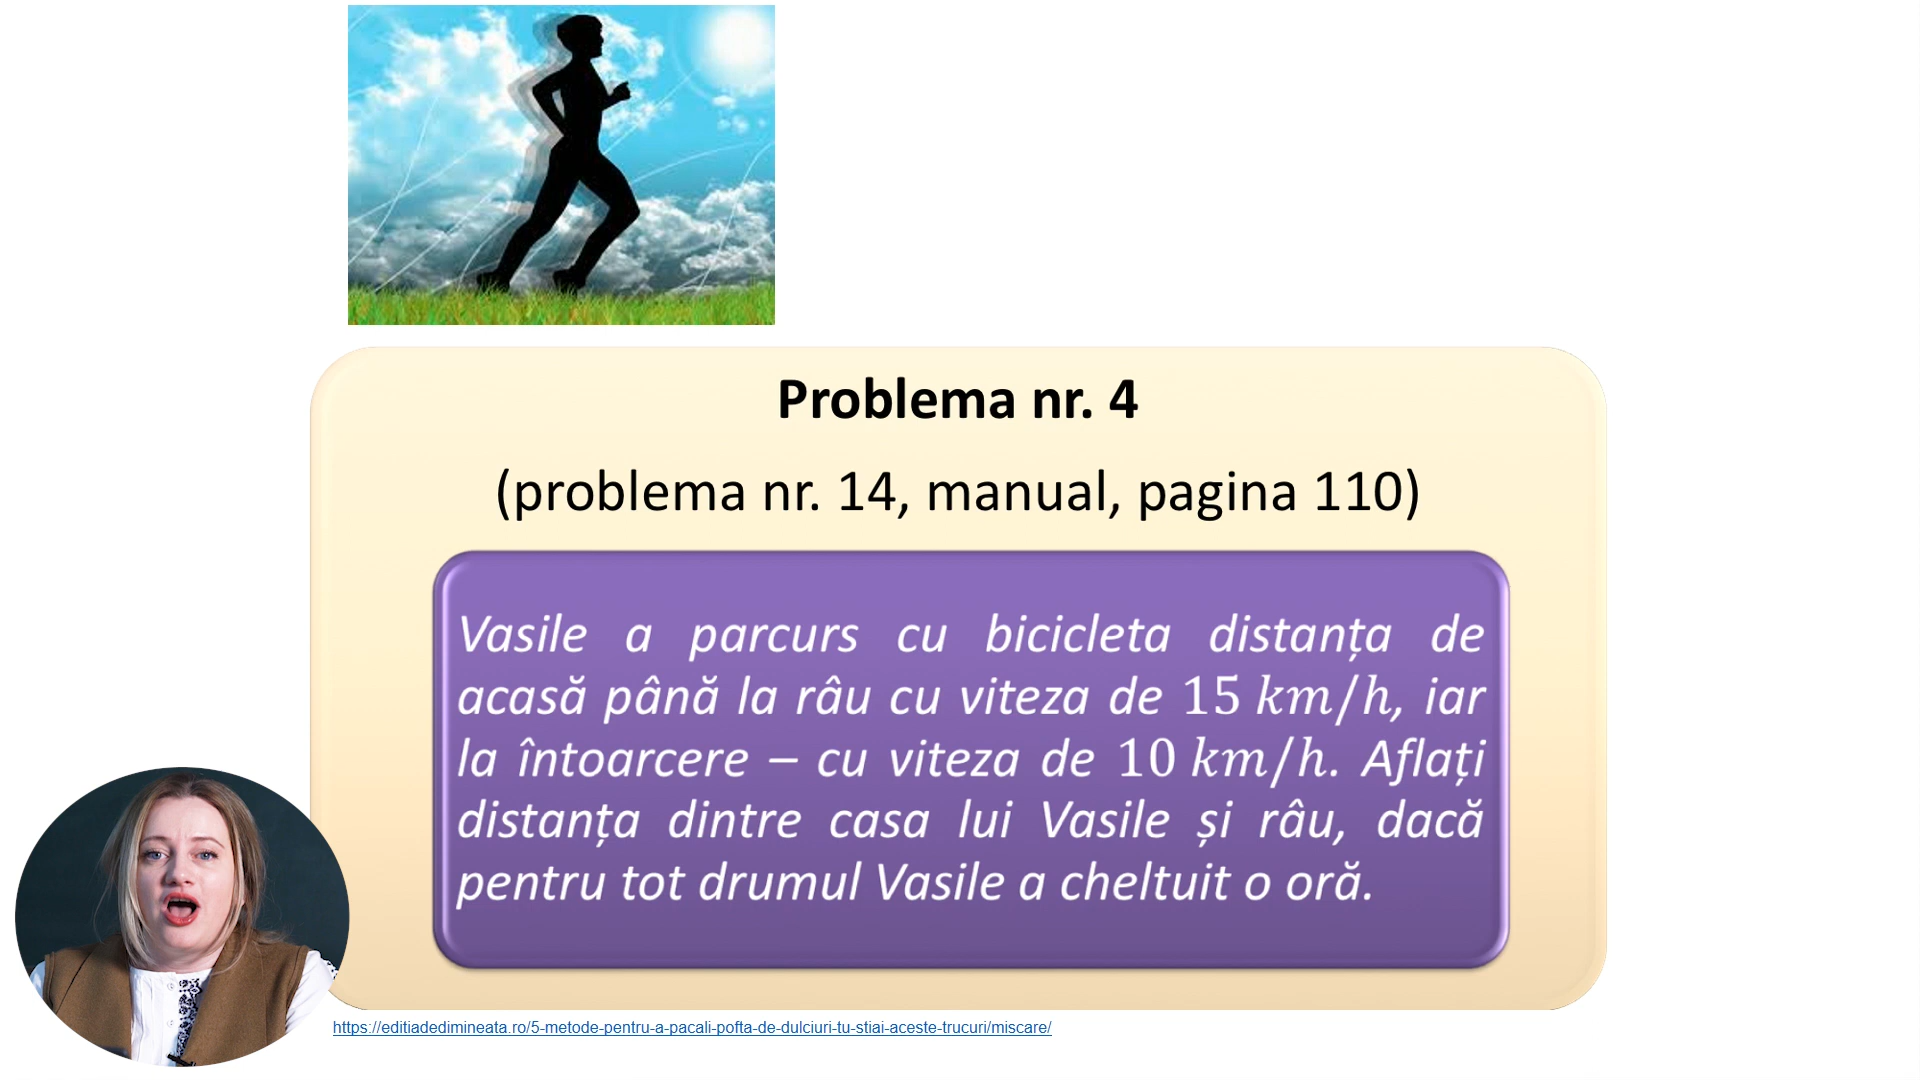 Problema nr. 4
(problema nr. 14, manual, pagina 110)
Vasile a parcurs cu bicicleta distanța de
acasă până la râu cu viteza de 15 km/h, iar
la întoarcere – cu viteza de 10 km/h. Aflați
distanța dintre casa lui Vasile și râu, dacă
pentru tot drumul Vasile a cheltuit o oră.
https://editiadedimineata.ro/5-metode-pentru-a-pacali-pofta-de-dulciuri-tu-stiai-aceste-trucuri/miscare/